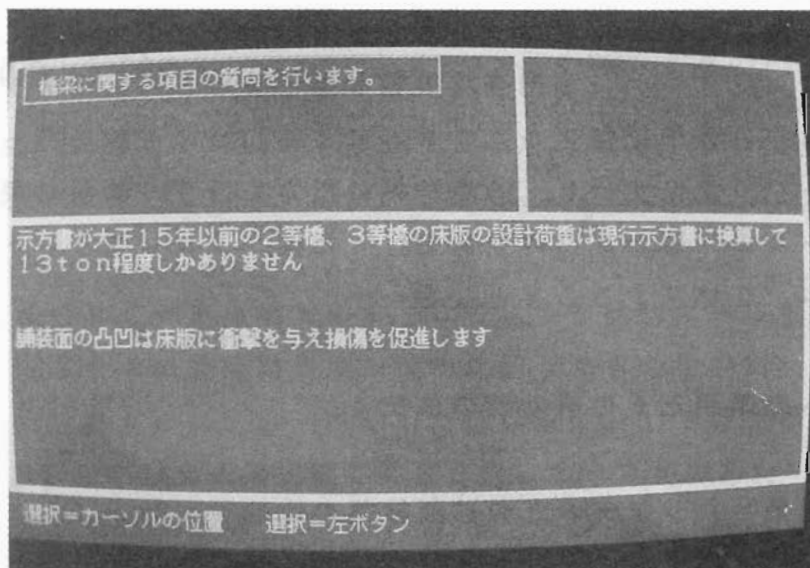 橋梁に関する項目の質問を行います。
示方書が大正15年以前の2等橋、3等橋の床版の設計荷重は現行示方書に換算して
13ton程度しかありません
舗装面の凸凹は床版に衝撃を与え損傷を促進します
選択=カーソルの位置　選択=左ボタン